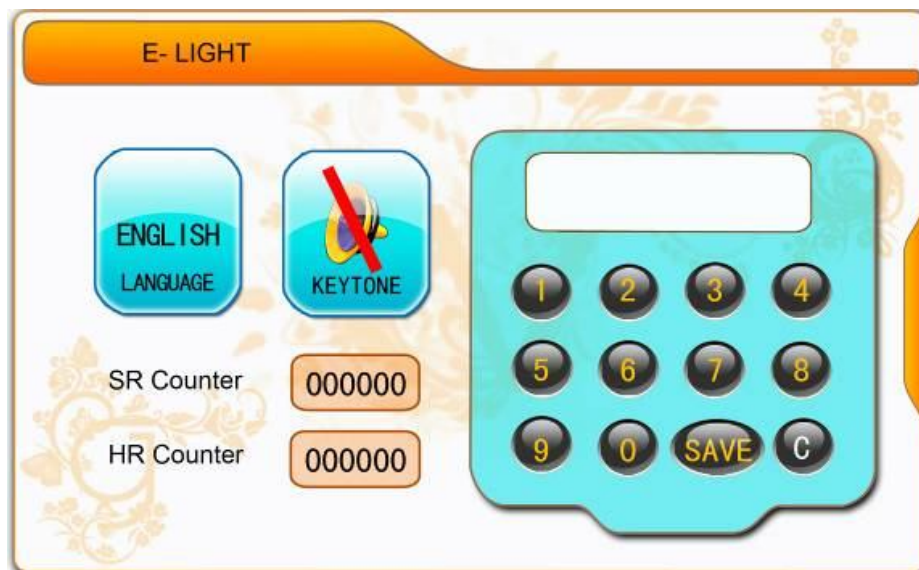 E- LIGHT
ENGLISH
LANGUAGE
KEYTONE
SR Counter 000000
HR Counter 000000
1 2 3 4
5 6 7 8
9 0 SAVE C